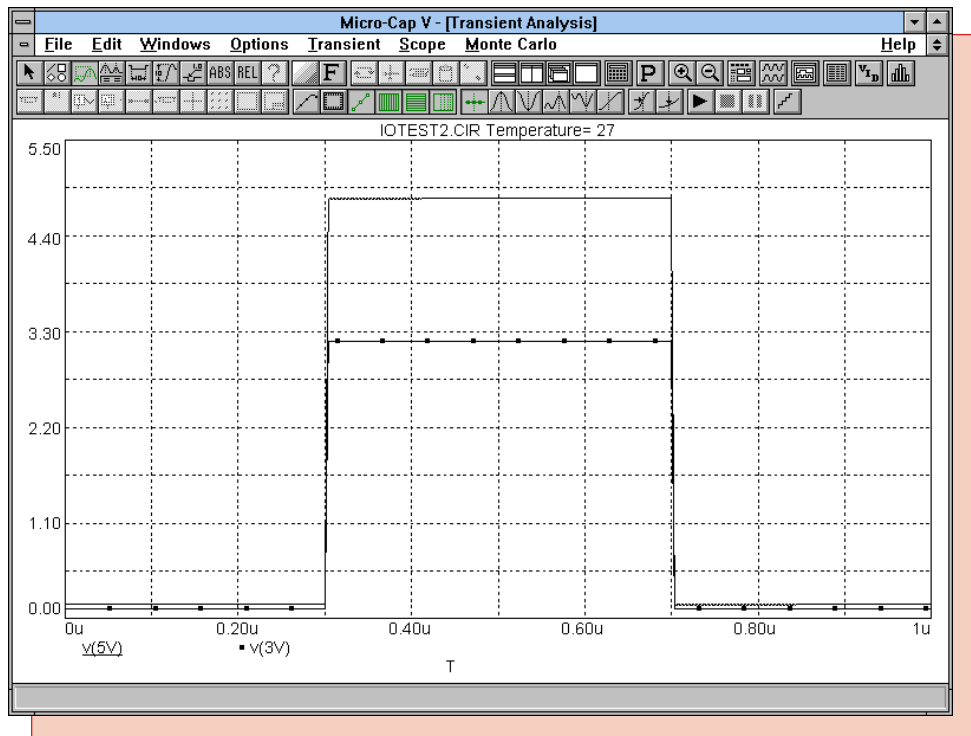 Micro-Cap V - [Transient Analysis]
File Edit Windows Options Transient Scope Monte Carlo Help
ABS REL ? F P
IOTEST2.CIR Temperature= 27
5.50
4.40
3.30
2.20
1.10
0.00
0u 0.20u 0.40u 0.60u 0.80u 1u
v(5V) v(3V)
T